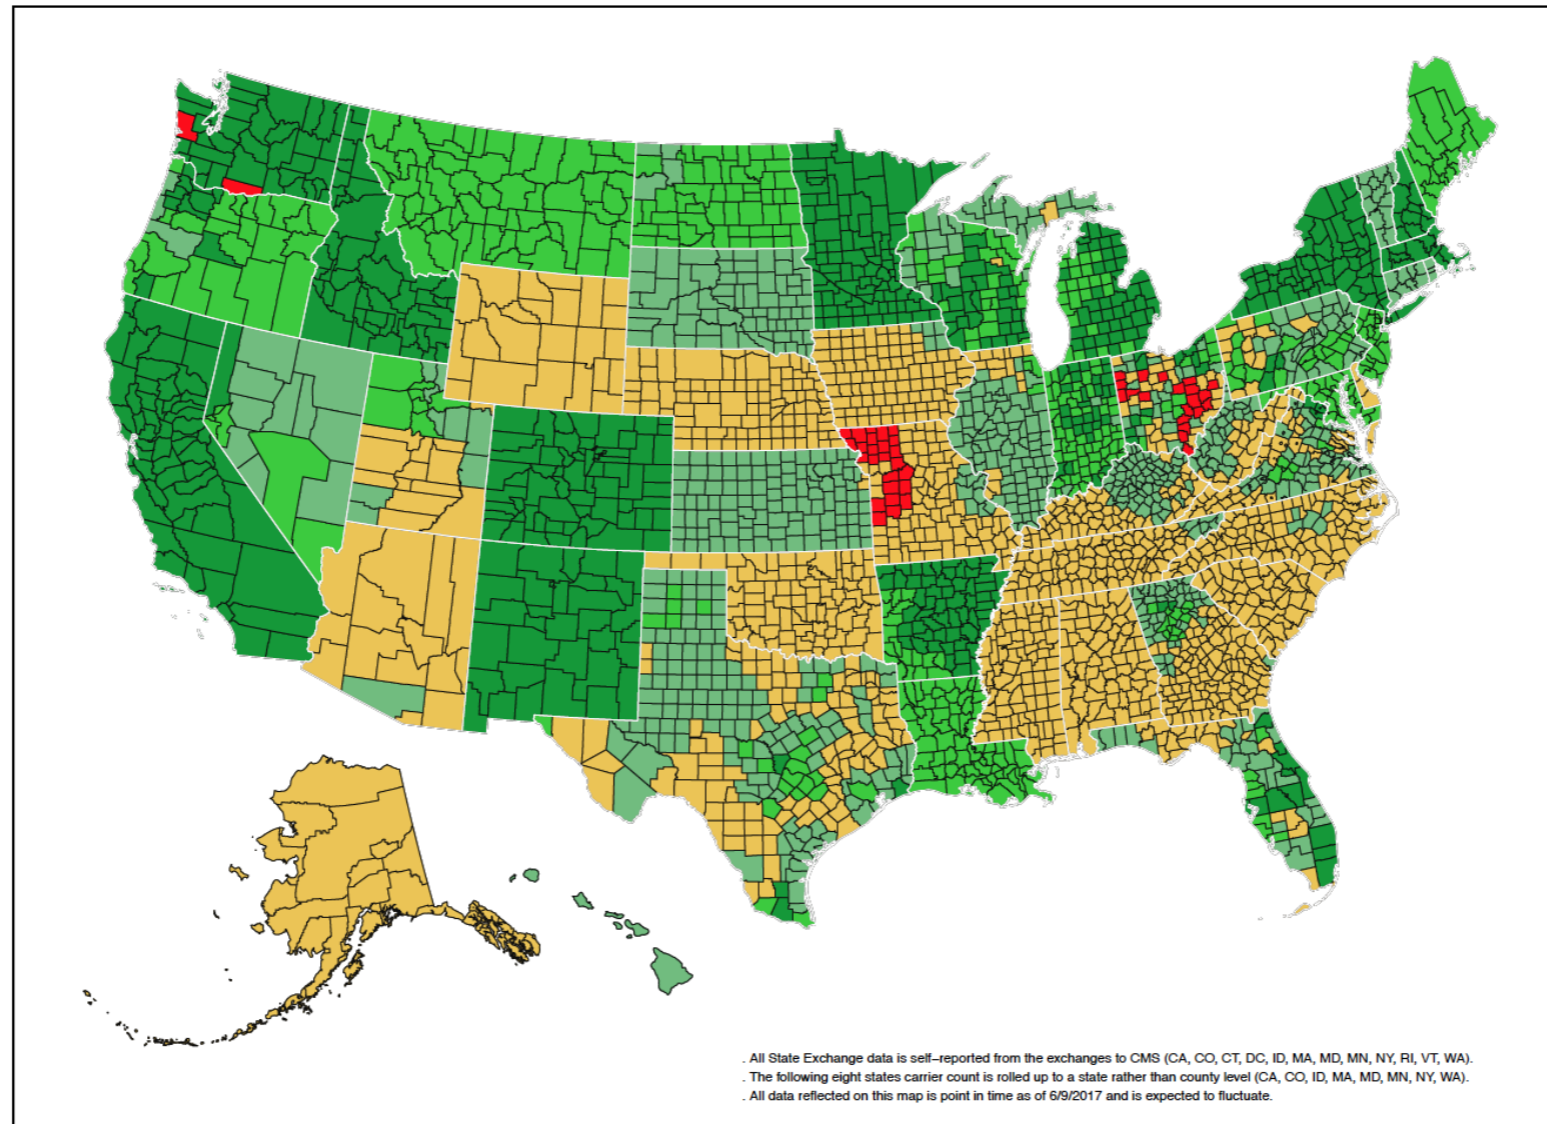 . All State Exchange data is self-reported from the exchanges to CMS (CA, CO, CT, DC, ID, MA, MD, MN, NY, RI, VT, WA).
. The following eight states carrier count is rolled up to a state rather than county level (CA, CO, ID, MA, MD, MN, NY, WA).
. All data reflected on this map is point in time as of 6/9/2017 and is expected to fluctuate.